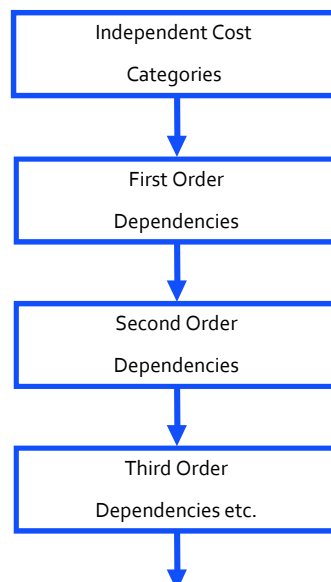 Independent Cost
Categories
First Order
Dependencies
Second Order
Dependencies
Third Order
Dependencies etc.